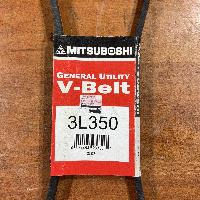 MITSUBOSHI
GENERAL UTILITY
V-Belt
3L350